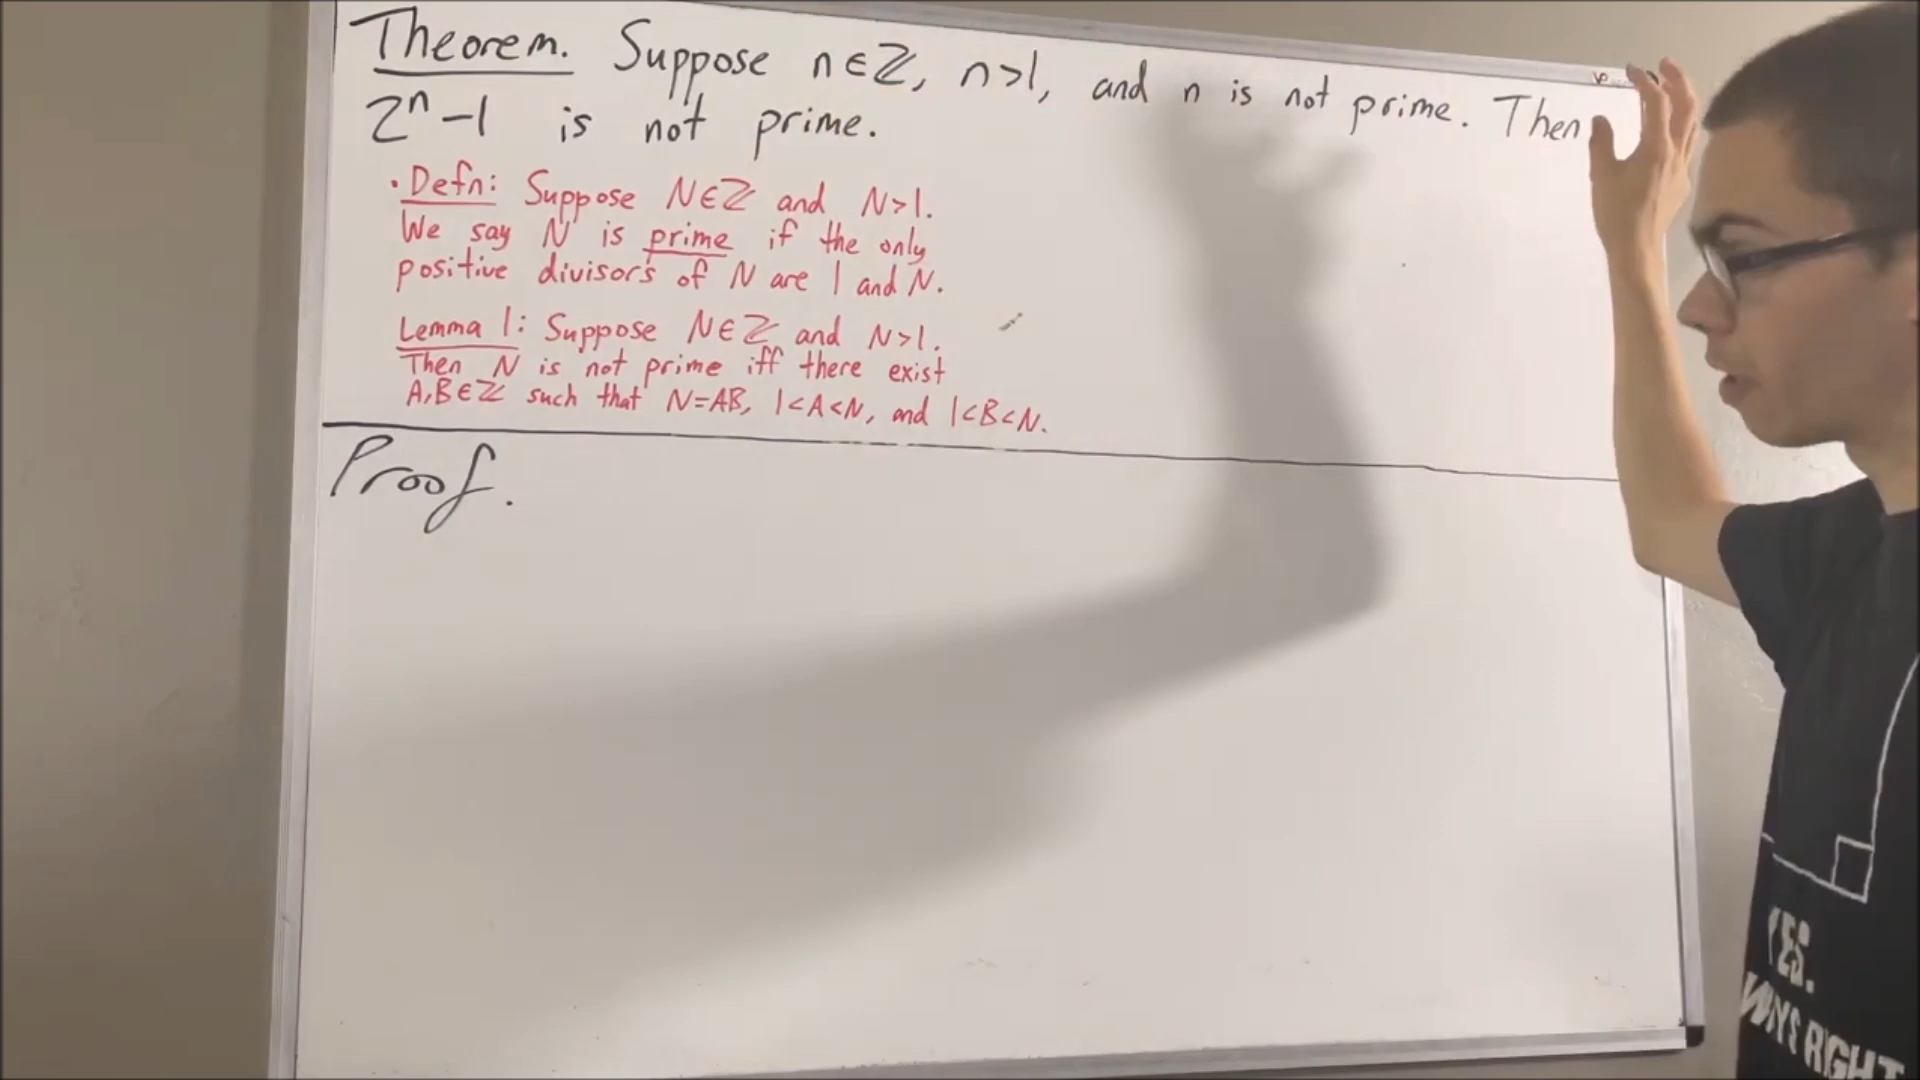 Theorem. Suppose n∈ℤ, n>1, and n is not prime. Then
2ⁿ-1 is not prime.
• Defn: Suppose N∈ℤ and N>1.
We say N is prime if the only
positive divisors of N are 1 and N.
Lemma 1: Suppose N∈ℤ and N>1.
Then N is not prime iff there exist
A,B∈ℤ such that N=AB, 1<A<N, and 1<B<N.
Proof.
YES.
RIGHT